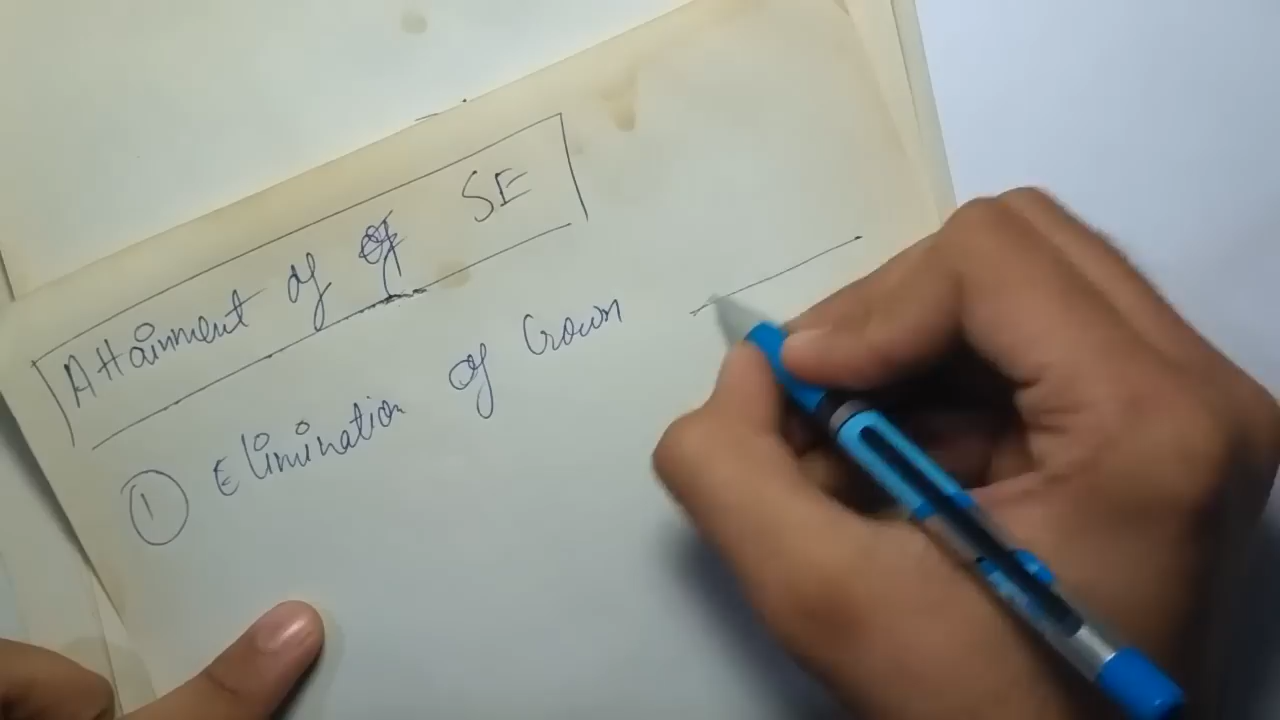 Attainment of SE
① Elimination of Crown